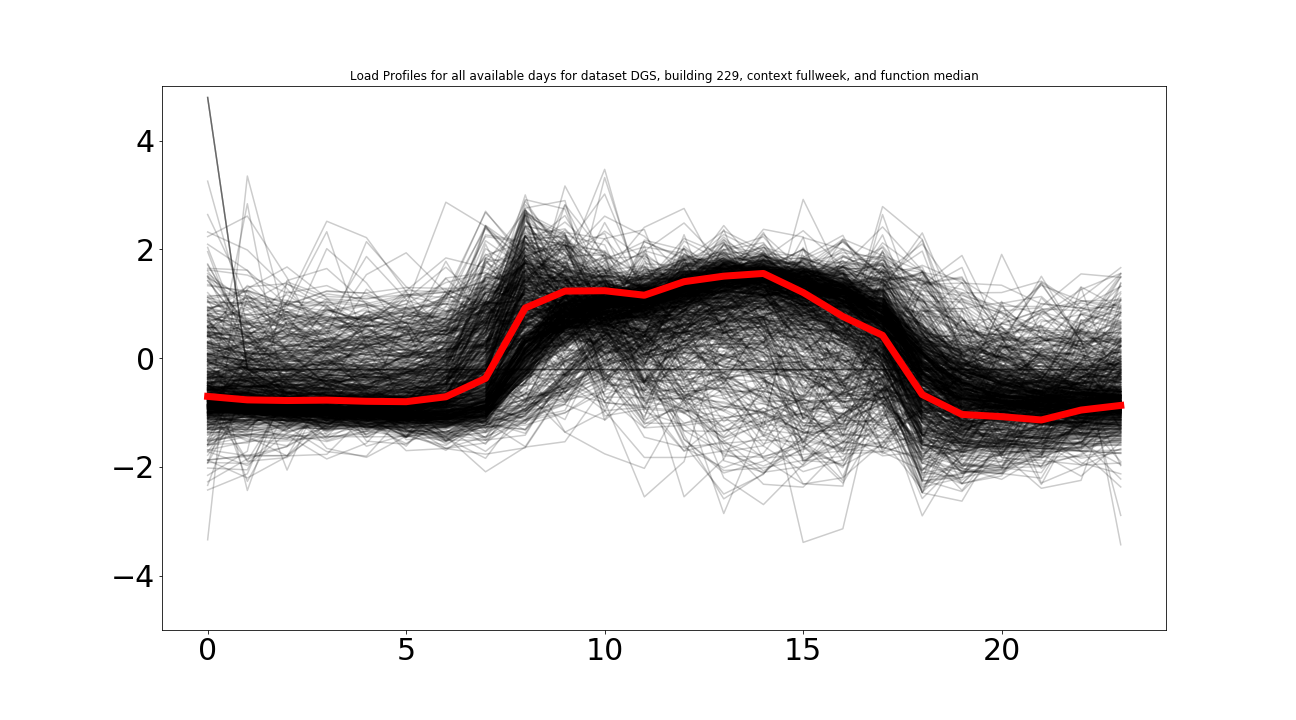 Load Profiles for all available days for dataset DGS, building 229, context fullweek, and function median
4
2
0
−2
−4
0 5 10 15 20